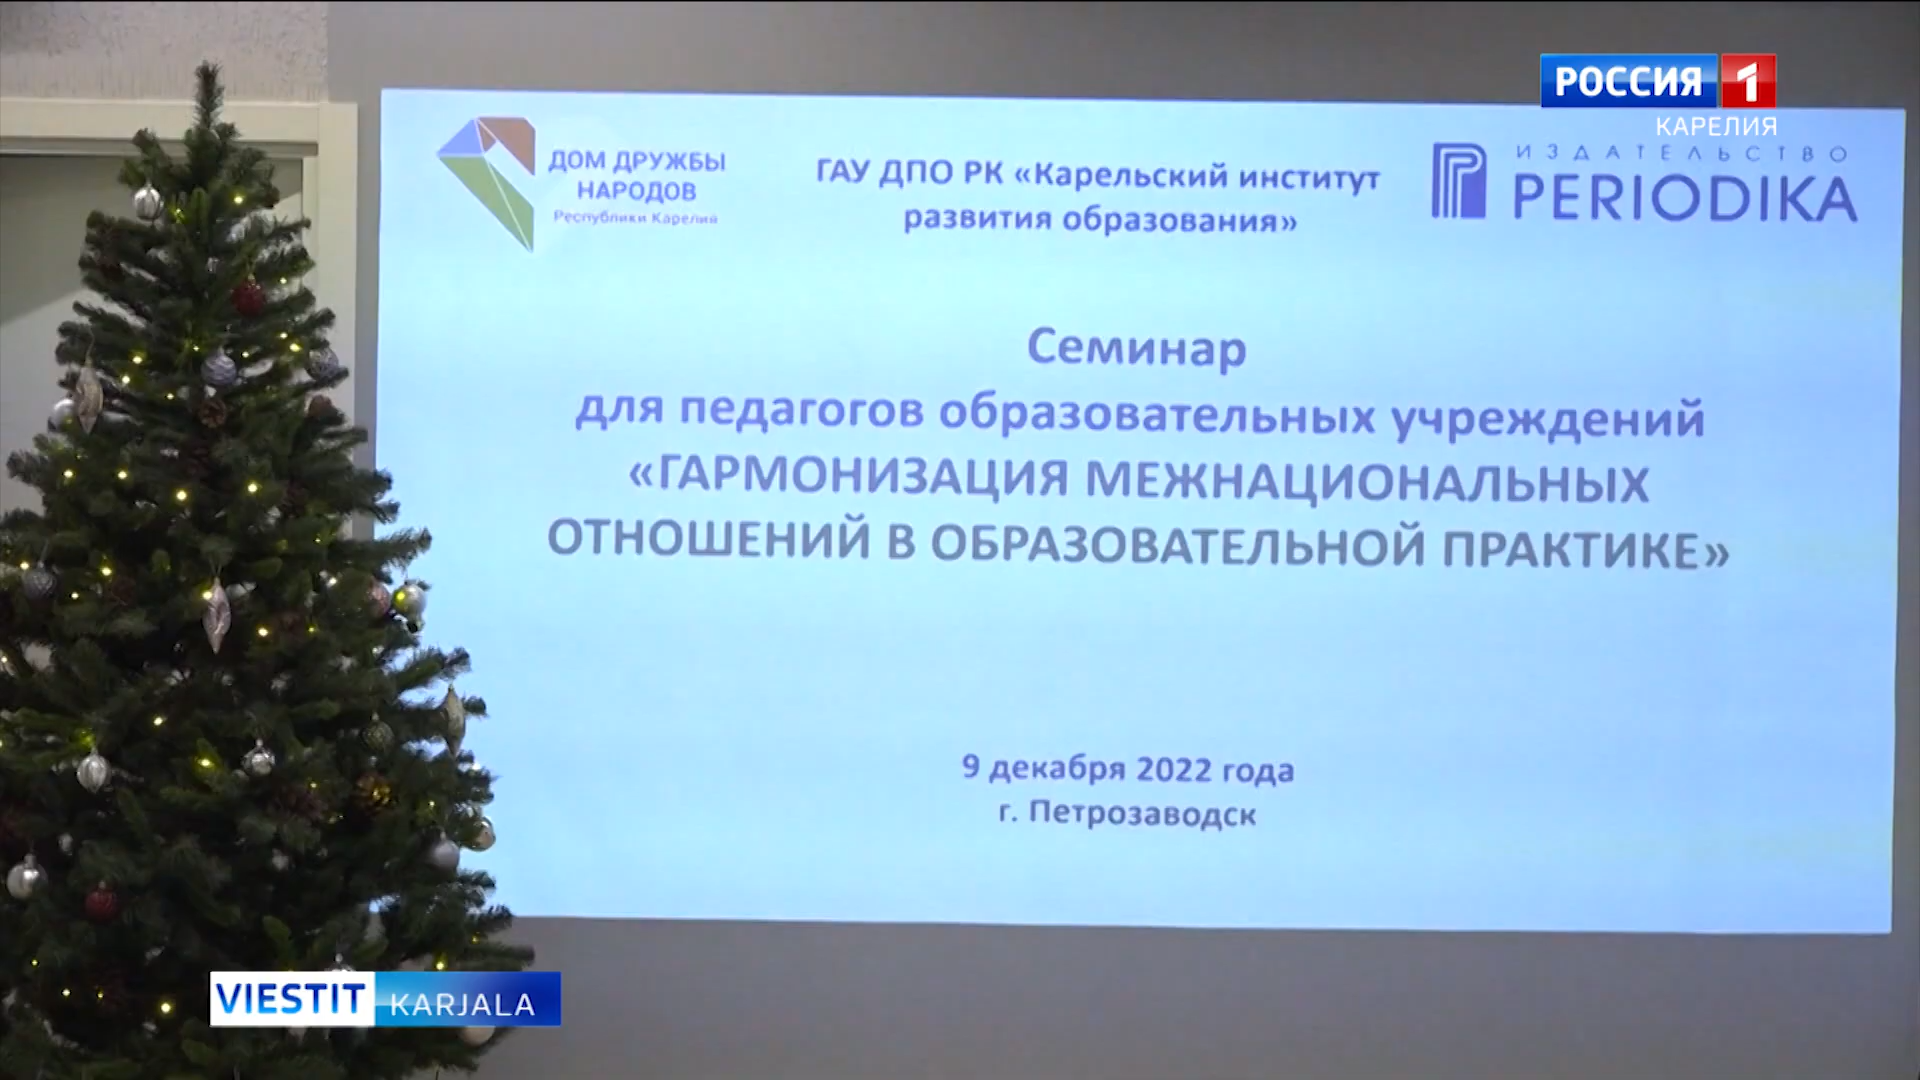 РОССИЯ 1
КАРЕЛИЯ
ДОМ ДРУЖБЫ
НАРОДОВ
Республики Карелия
ГАУ ДПО РК «Карельский институт
развития образования»
ИЗДАТЕЛЬСТВО
PERIODIKA
Семинар
для педагогов образовательных учреждений
«ГАРМОНИЗАЦИЯ МЕЖНАЦИОНАЛЬНЫХ
ОТНОШЕНИЙ В ОБРАЗОВАТЕЛЬНОЙ ПРАКТИКЕ»
9 декабря 2022 года
г. Петрозаводск
VIESTIT KARJALA